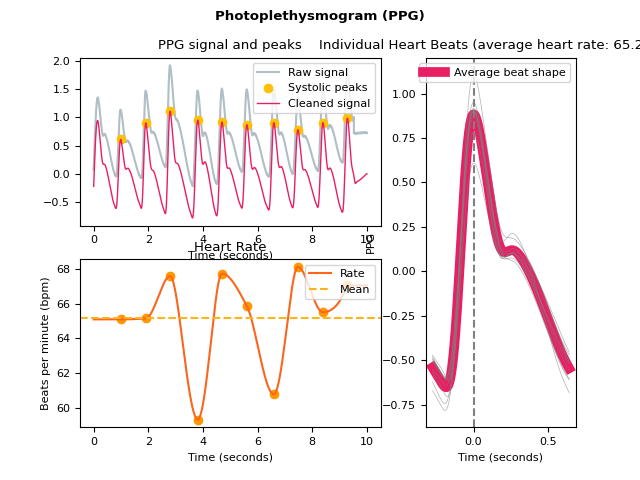 Photoplethysmogram (PPG)
PPG signal and peaks
Individual Heart Beats (average heart rate: 65.2
Raw signal
Systolic peaks
Cleaned signal
2.0
1.5
1.0
0.5
0.0
−0.5
0 2 4 6 8 10
Time (seconds)
Heart Rate
Rate
Mean
Beats per minute (bpm)
68
66
64
62
60
0 2 4 6 8 10
Time (seconds)
PPG
Average beat shape
1.00
0.75
0.50
0.25
0.00
−0.25
−0.50
−0.75
0.0 0.5
Time (seconds)